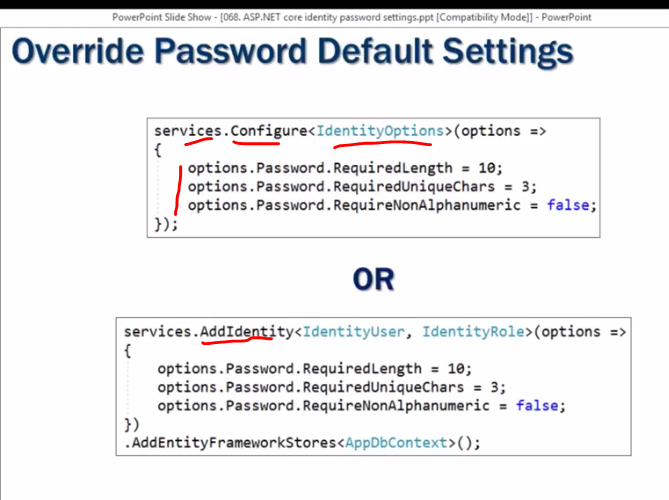 PowerPoint Slide Show - [068. ASP.NET core identity password settings.ppt [Compatibility Mode]] - PowerPoint
Override Password Default Settings
services.Configure<IdentityOptions>(options =>
{
options.Password.RequiredLength = 10;
options.Password.RequiredUniqueChars = 3;
options.Password.RequireNonAlphanumeric = false;
});
OR
services.AddIdentity<IdentityUser, IdentityRole>(options =>
{
options.Password.RequiredLength = 10;
options.Password.RequiredUniqueChars = 3;
options.Password.RequireNonAlphanumeric = false;
})
.AddEntityFrameworkStores<AppDbContext>();